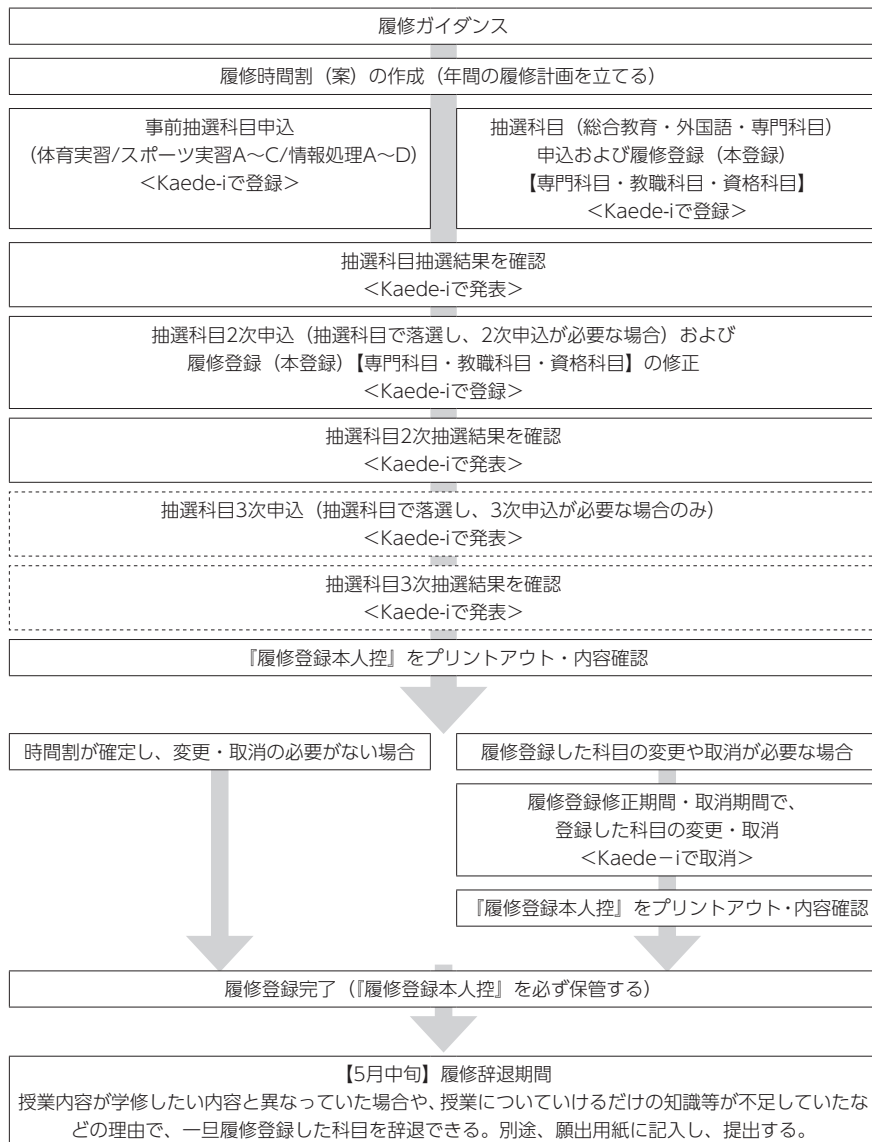 履修ガイダンス
履修時間割（案）の作成（年間の履修計画を立てる）
事前抽選科目申込
（体育実習/スポーツ実習A～C/情報処理A～D）
＜Kaede-iで登録＞
抽選科目（総合教育・外国語・専門科目）
申込および履修登録（本登録）
【専門科目・教職科目・資格科目】
＜Kaede-iで登録＞
抽選科目抽選結果を確認
＜Kaede-iで発表＞
抽選科目2次申込（抽選科目で落選し、2次申込が必要な場合）および
履修登録（本登録）【専門科目・教職科目・資格科目】の修正
＜Kaede-iで登録＞
抽選科目2次抽選結果を確認
＜Kaede-iで発表＞
抽選科目3次申込（抽選科目で落選し、3次申込が必要な場合のみ）
＜Kaede-iで発表＞
抽選科目3次抽選結果を確認
＜Kaede-iで発表＞
『履修登録本人控』をプリントアウト・内容確認
時間割が確定し、変更・取消の必要がない場合
履修登録した科目の変更や取消が必要な場合
履修登録修正期間・取消期間で、
登録した科目の変更・取消
＜Kaede－iで取消＞
『履修登録本人控』をプリントアウト・内容確認
履修登録完了（『履修登録本人控』を必ず保管する）
【5月中旬】履修辞退期間
授業内容が学修したい内容と異なっていた場合や、授業についていけるだけの知識等が不足していたな
どの理由で、一旦履修登録した科目を辞退できる。別途、願出用紙に記入し、提出する。